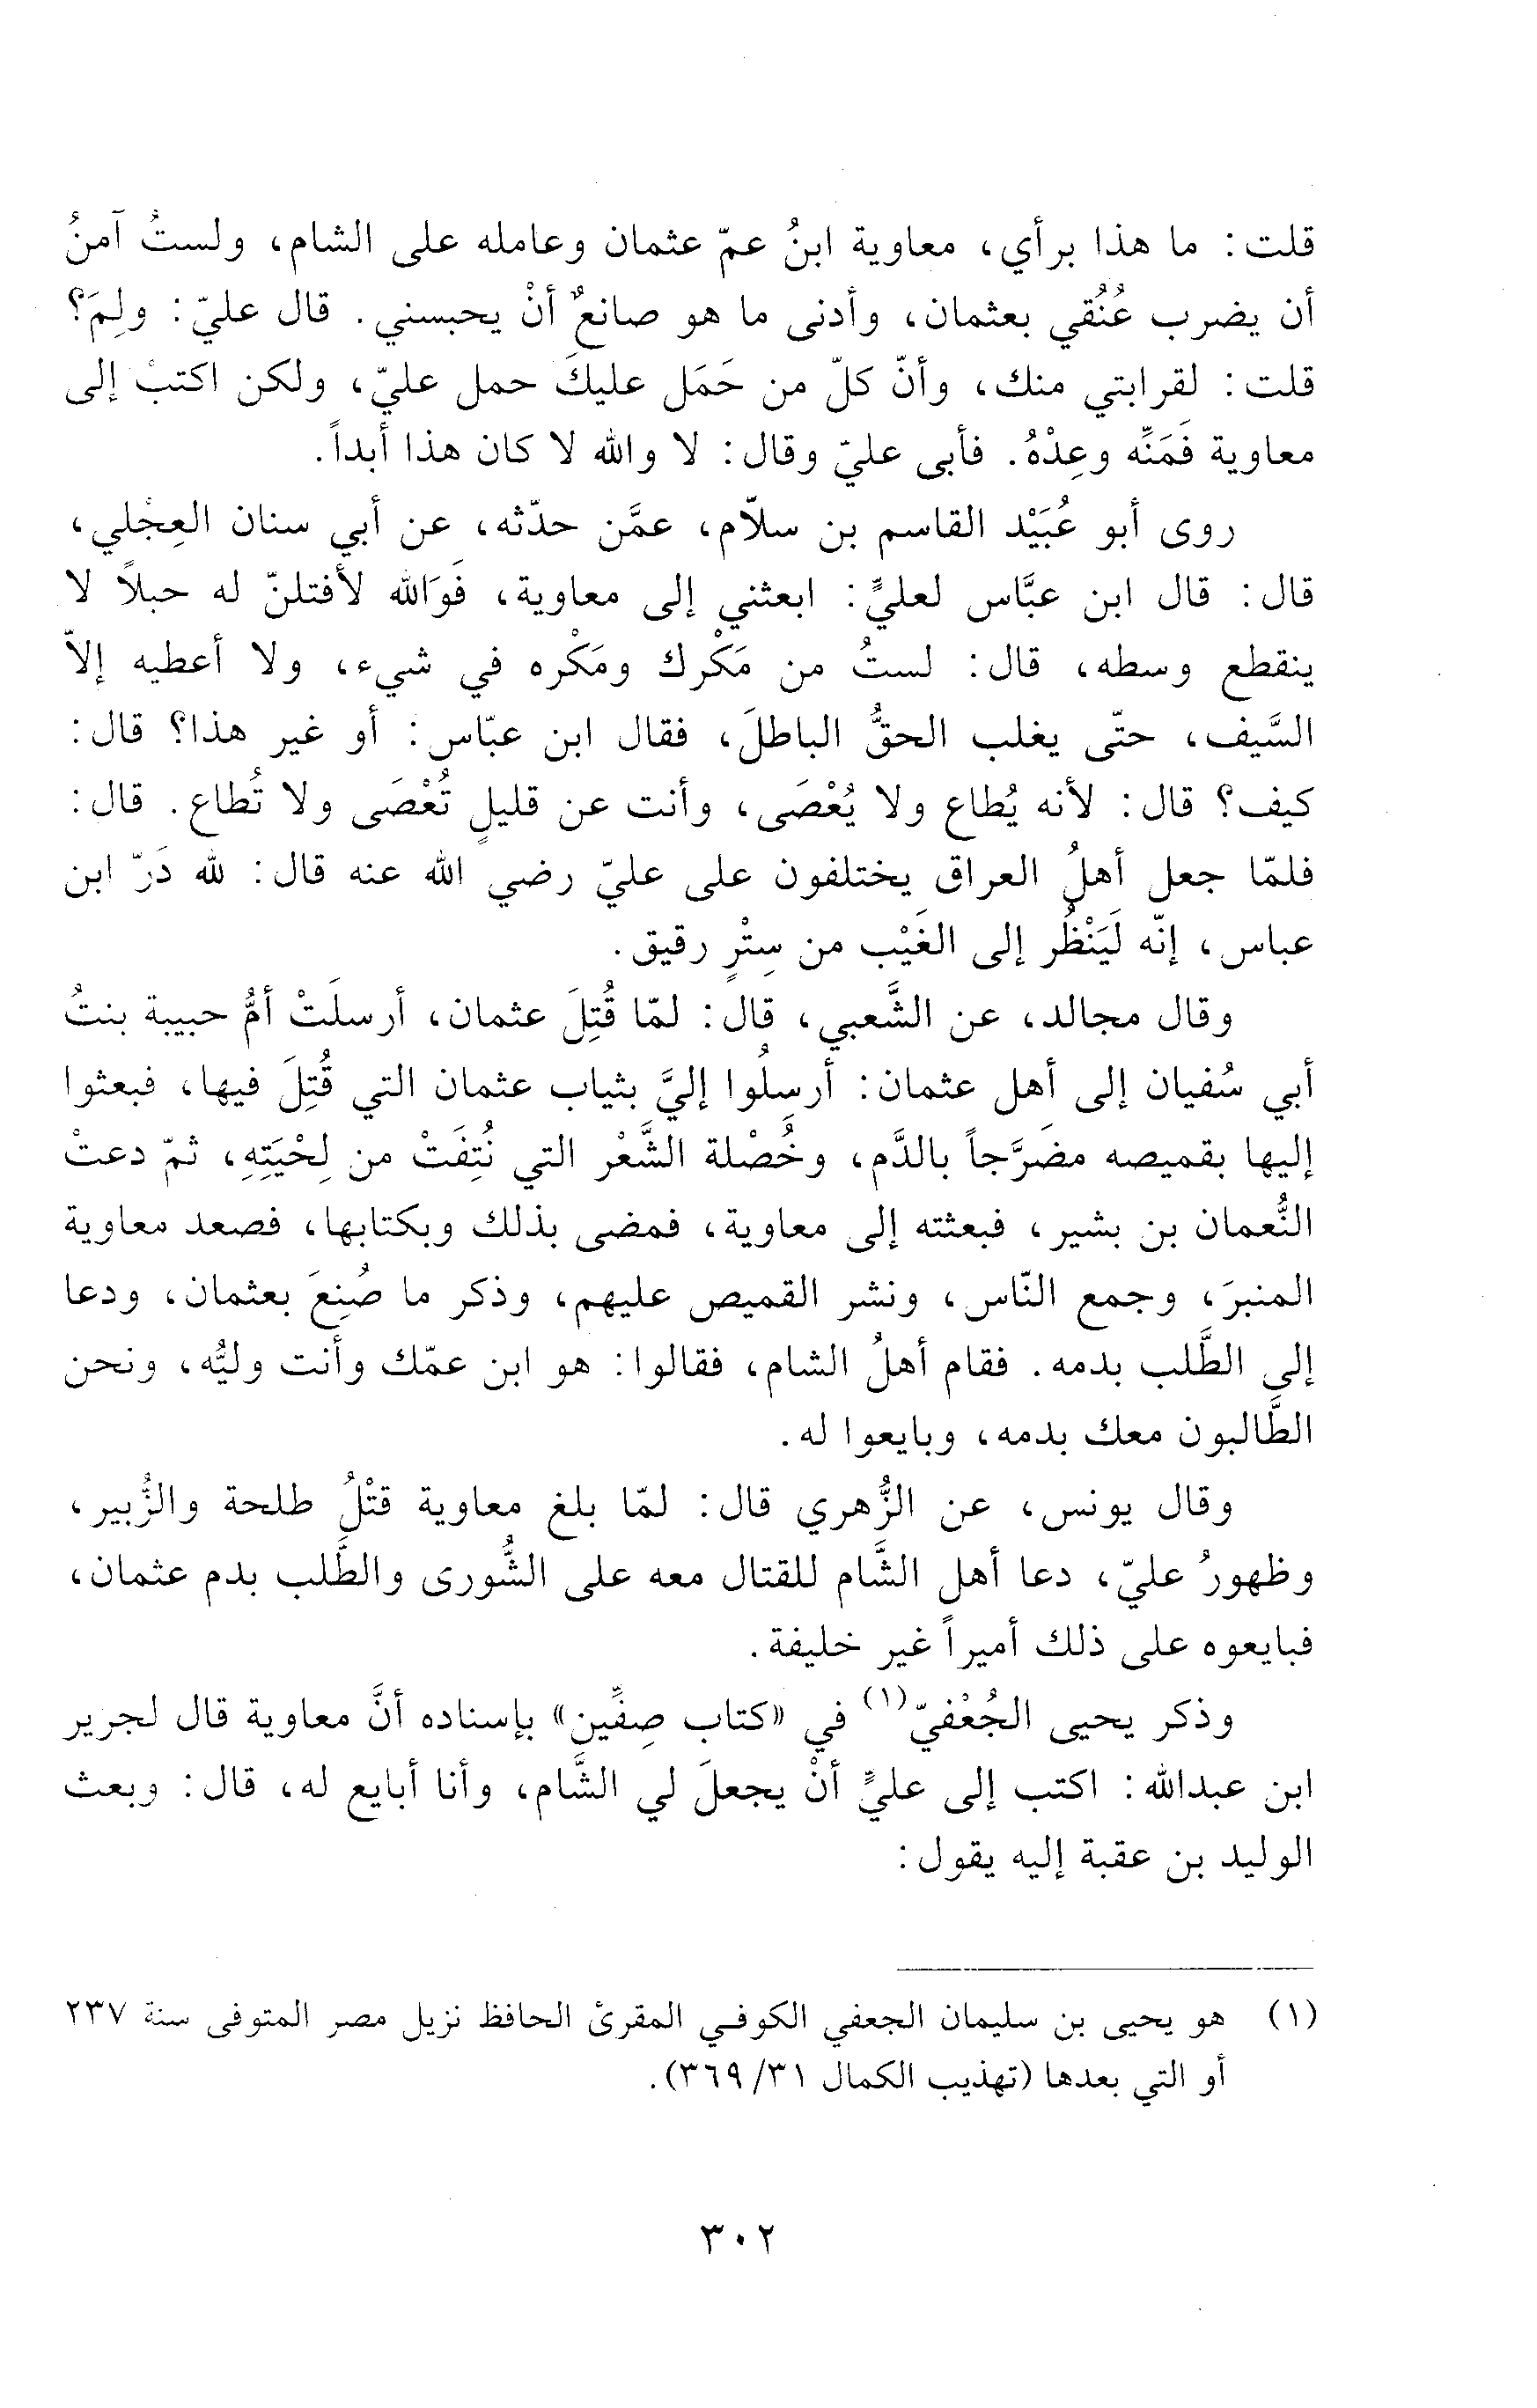 قلت: ما هذا برأي، معاوية ابنُ عمّ عثمان وعامله على الشام، ولستُ آمنُ
أن يضرب عُنُقي بعثمان، وأدنى ما هو صانعٌ أنْ يحبسني. قال عليّ: ولِمَ؟
قلت: لقرابتي منك، وأنّ كلّ من حَمَل عليكَ حمل عليّ، ولكن اكتبْ إلى
معاوية فَمَنِّه وعِدْهُ. فأبى عليّ وقال: لا والله لا كان هذا أبداً.
روى أبو عُبَيْد القاسم بن سلاّم، عمَّن حدّثه، عن أبي سنان العِجْلي،
قال: قال ابن عبَّاس لعليٍّ: ابعثني إلى معاوية، فَوَالله لأفتلنّ له حبلاً لا
ينقطع وسطه، قال: لستُ من مَكْرك ومَكْره في شيء، ولا أعطيه إلاّ
السَّيف، حتّى يغلب الحقُّ الباطلَ، فقال ابن عبّاس: أو غير هذا؟ قال:
كيف؟ قال: لأنه يُطاع ولا يُعْصَى، وأنت عن قليلٍ تُعْصَى ولا تُطاع. قال:
فلمّا جعل أهلُ العراق يختلفون على عليّ رضي الله عنه قال: لله دَرّ ابن
عباس، إنّه لَيَنْظُر إلى الغَيْب من سِتْرٍ رقيق.
وقال مجالد، عن الشَّعبي، قال: لمّا قُتِلَ عثمان، أرسلَتْ أمُّ حبيبة بنتُ
أبي سُفيان إلى أهل عثمان: أرسِلُوا إليَّ بثياب عثمان التي قُتِلَ فيها، فبعثوا
إليها بقميصه مضَرَّجاً بالدَّم، وخُصْلة الشَّعْر التي نُتِفَتْ من لِحْيَتِهِ، ثمّ دعتْ
النُّعمان بن بشير، فبعثته إلى معاوية، فمضى بذلك وبكتابها، فصعد معاوية
المنبرَ، وجمع النّاس، ونشر القميص عليهم، وذكر ما صُنِعَ بعثمان، ودعا
إلى الطَّلب بدمه. فقام أهلُ الشام، فقالوا: هو ابن عمّك وأنت وليُّه، ونحن
الطَّالبون معك بدمه، وبايعوا له.
وقال يونس، عن الزُّهري قال: لمّا بلغ معاوية قتْلُ طلحة والزُّبير،
وظهورُ عليّ، دعا أهل الشَّام للقتال معه على الشُّورى والطَّلب بدم عثمان،
فبايعوه على ذلك أميراً غير خليفة.
وذكر يحيى الجُعْفيّ(١) في «كتاب صِفِّين» بإسناده أنَّ معاوية قال لجرير
ابن عبدالله: اكتب إلى عليٍّ أنْ يجعلَ لي الشَّام، وأنا أبايع له، قال: وبعث
الوليد بن عقبة إليه يقول:
(١) هو يحيى بن سليمان الجعفي الكوفي المقرئ الحافظ نزيل مصر المتوفى سنة ٢٣٧
أو التي بعدها (تهذيب الكمال ٣١/ ٣٦٩).
٣٠٢